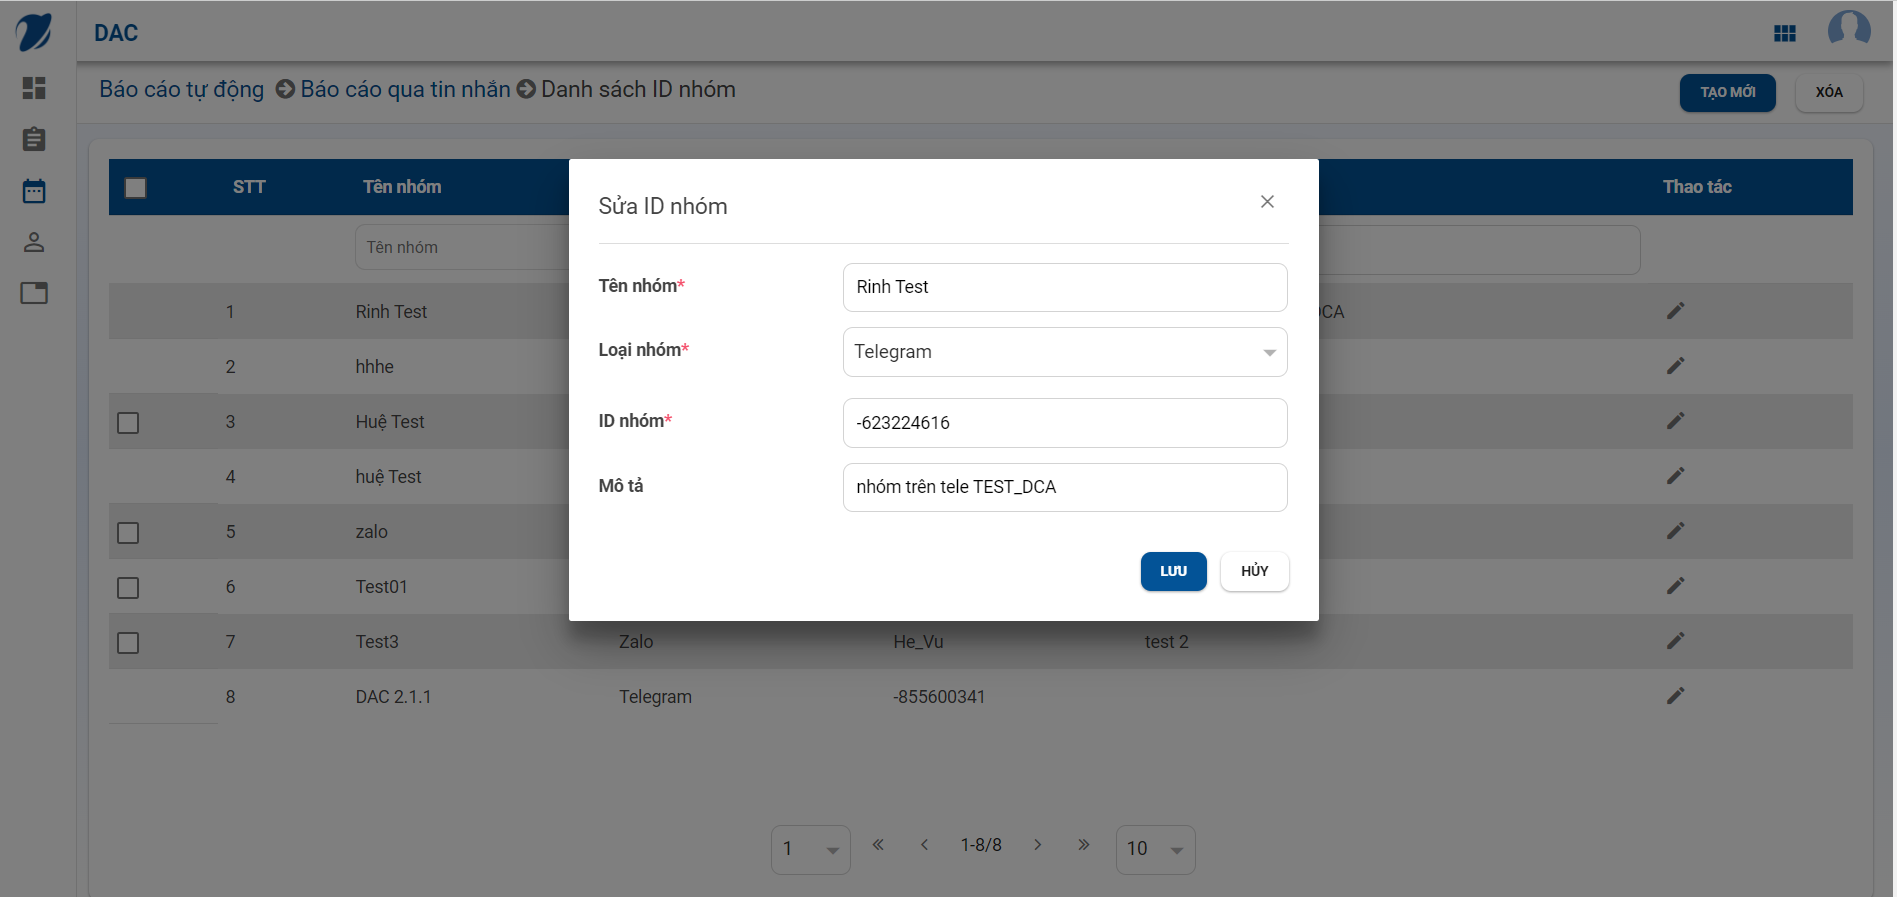 DAC
Báo cáo tự động Báo cáo qua tin nhắn Danh sách ID nhóm
TẠO MỚI XÓA
STT Tên nhóm Thao tác
Tên nhóm
Sửa ID nhóm
Tên nhóm* Rinh Test
Loại nhóm* Telegram
ID nhóm* -623224616
Mô tả nhóm trên tele TEST_DCA
LƯU HỦY
1 Rinh Test DCA
2 hhhe
3 Huệ Test
4 huệ Test
5 zalo
6 Test01
7 Test3 Zalo He_Vu test 2
8 DAC 2.1.1 Telegram -855600341
1 1-8/8 10